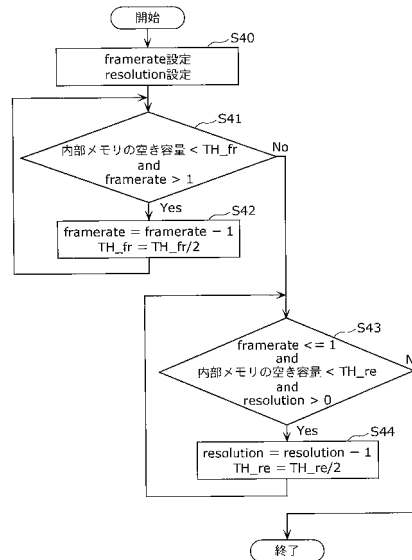 開始
S40
framerate設定
resolution設定
S41
内部メモリの空き容量 < TH_fr
and
framerate > 1
No
Yes
S42
framerate = framerate − 1
TH_fr = TH_fr/2
S43
framerate <= 1
and
内部メモリの空き容量 < TH_re
and
resolution > 0
N
Yes
S44
resolution = resolution − 1
TH_re = TH_re/2
終了